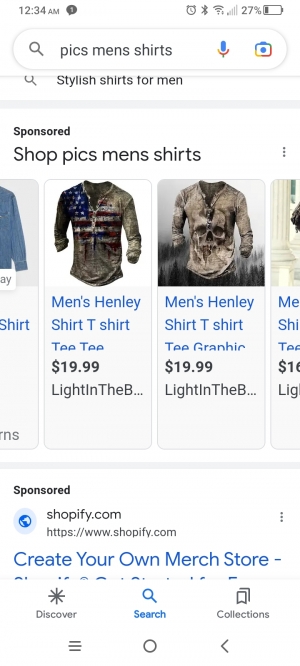 12:34 AM
27%
pics mens shirts
Stylish shirts for men
Sponsored
Shop pics mens shirts
ay
Shirt
rns
Men's Henley
Shirt T shirt
Tee Tee
$19.99
LightInTheB...
Men's Henley
Shirt T shirt
Tee Graphic
$19.99
LightInTheB...
Me
Shi
Tee
$16
Lig
Sponsored
shopify.com
https://www.shopify.com
Create Your Own Merch Store -
Discover
Search
Collections